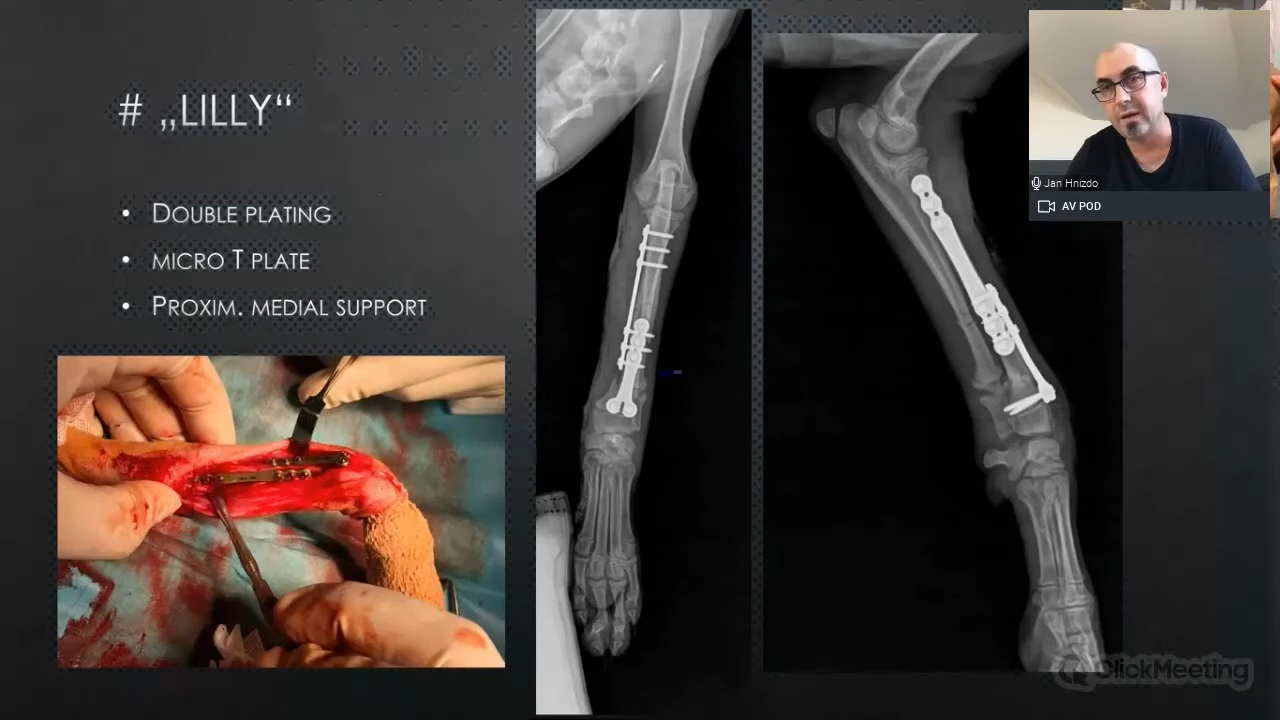 # „LILLY“
• DOUBLE PLATING
• MICRO T PLATE
• PROXIM. MEDIAL SUPPORT
Jan Hnizdo
AV POD
ClickMeeting